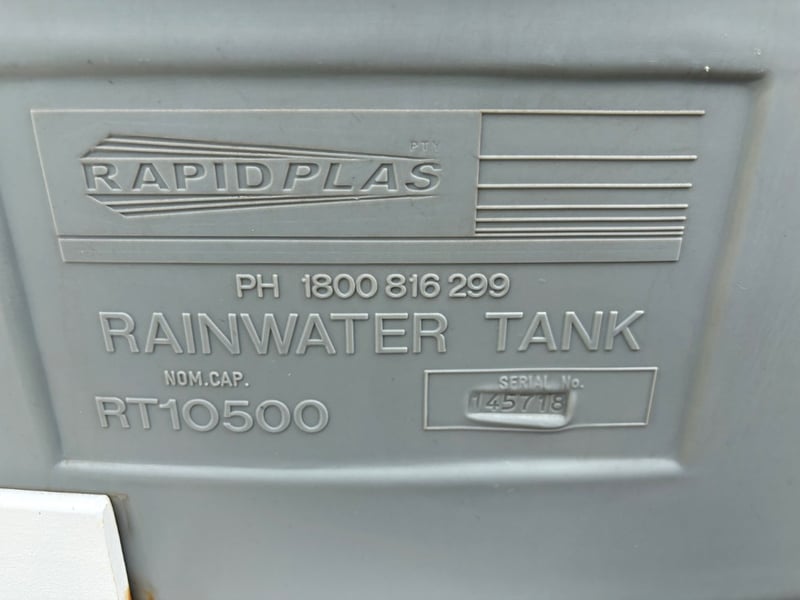 PTY
RAPIDPLAS
PH 1800 816 299
RAINWATER TANK
NOM.CAP.
RT10500
SERIAL No.
145718